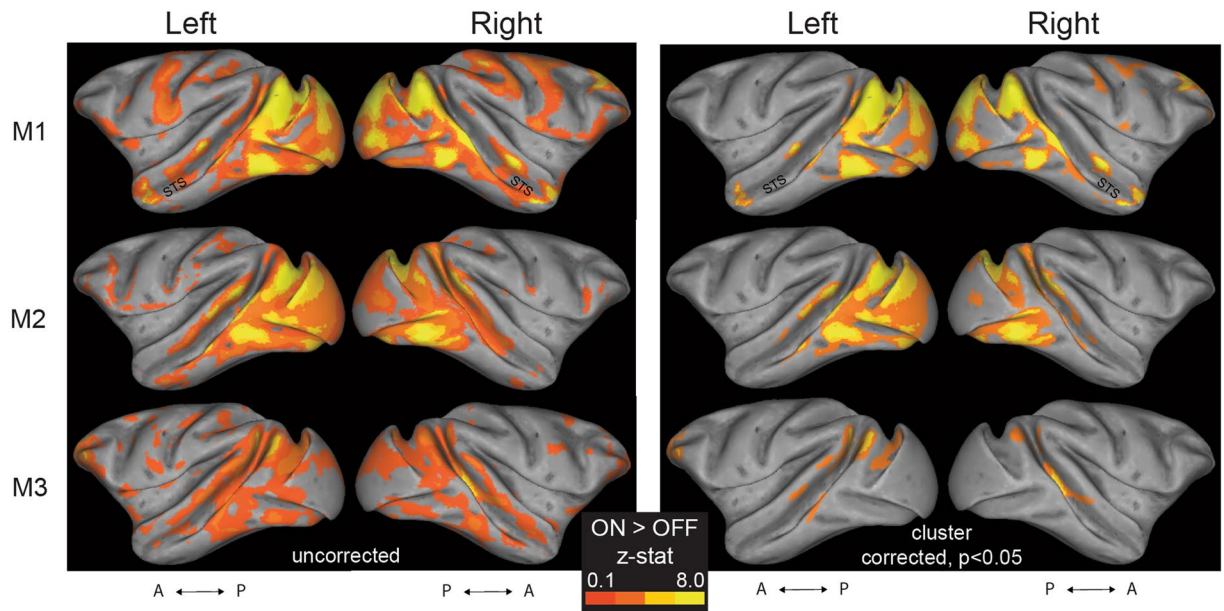 Left Right Left Right
M1
STS STS STS STS
M2
M3
uncorrected
ON > OFF
z-stat
0.1 8.0
cluster
corrected, p<0.05
A P P A A P P A